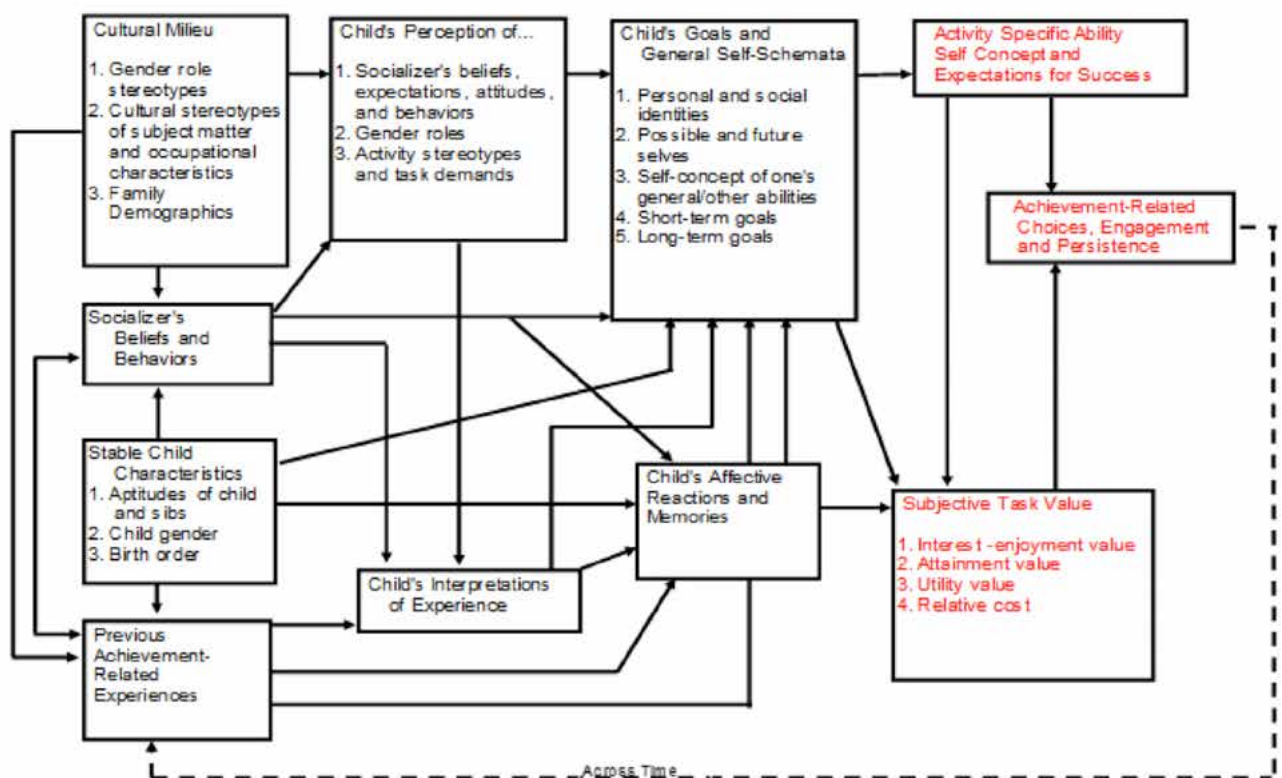 Cultural Milieu
1. Gender role
stereotypes
2. Cultural stereotypes
of subject matter
and occupational
characteristics
3. Family
Demographics
Child's Perception of...
1. Socializer's beliefs,
expectations, attitudes,
and behaviors
2. Gender roles
3. Activity stereotypes
and task demands
Child's Goals and
General Self-Schemata
1. Personal and social
identities
2. Possible and future
selves
3. Self-concept of one's
general/other abilities
4. Short-term goals
5. Long-term goals
Activity Specific Ability
Self Concept and
Expectations for Success
Achievement-Related
Choices, Engagement
and Persistence
Socializer's
Beliefs and
Behaviors
Stable Child
Characteristics
1. Aptitudes of child
and sibs
2. Child gender
3. Birth order
Previous
Achievement-
Related
Experiences
Child's Interpretations
of Experience
Child's Affective
Reactions and
Memories
Subjective Task Value
1. Interest -enjoyment value
2. Attainment value
3. Utility value
4. Relative cost
Across Time